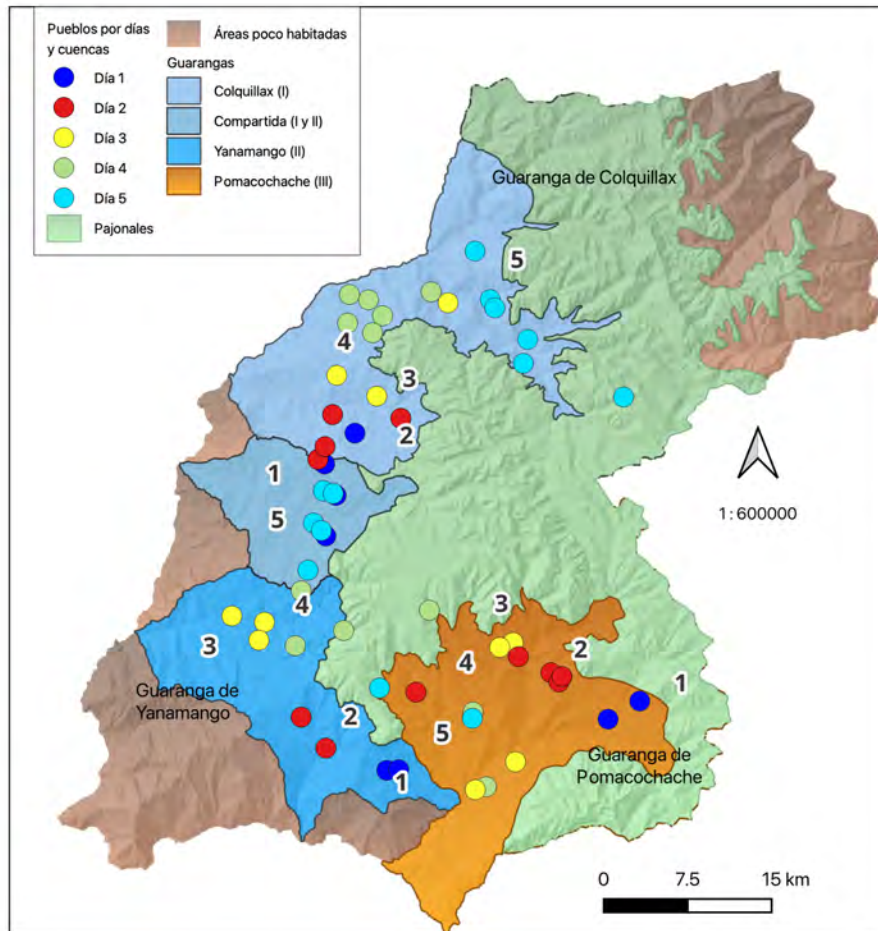 Pueblos por días
y cuencas
Día 1
Día 2
Día 3
Día 4
Día 5
Pajonales
Áreas poco habitadas
Guarangas
Colquillax (I)
Compartida (I y II)
Yanamango (II)
Pomacochache (III)
Guaranga de Colquillax
5
4
3
2
1
5
1:600000
4
3
3
2
4
1
Guaranga de
Yanamango
2
5
Guaranga de
Pomacochache
1
0
7.5
15 km